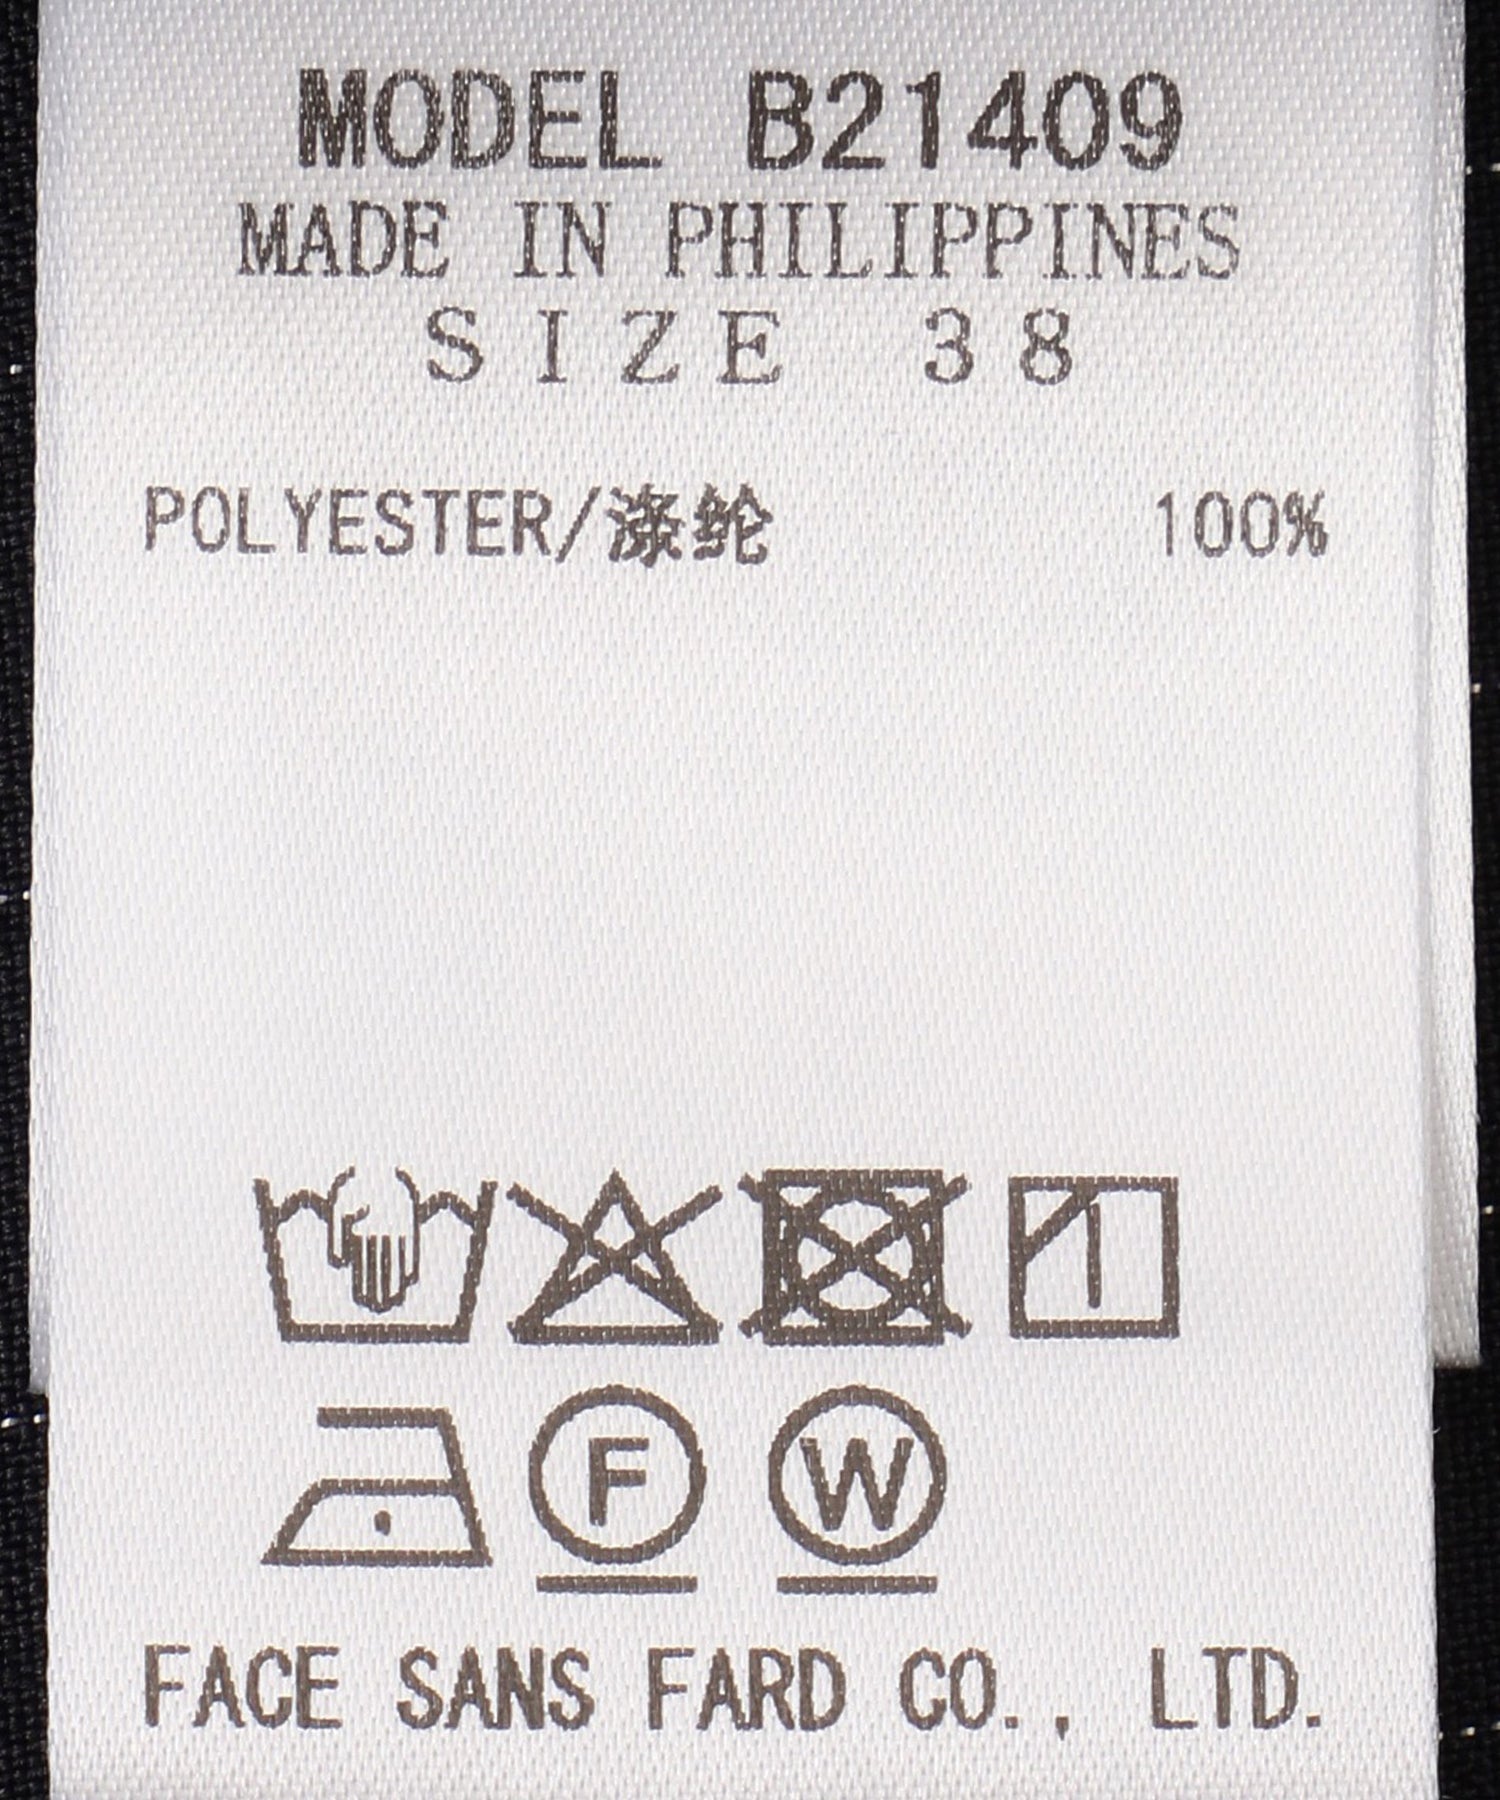 MODEL B21409
MADE IN PHILIPPINES
SIZE 38
POLYESTER/涤纶 100%
F W
FACE SANS FARD CO., LTD.